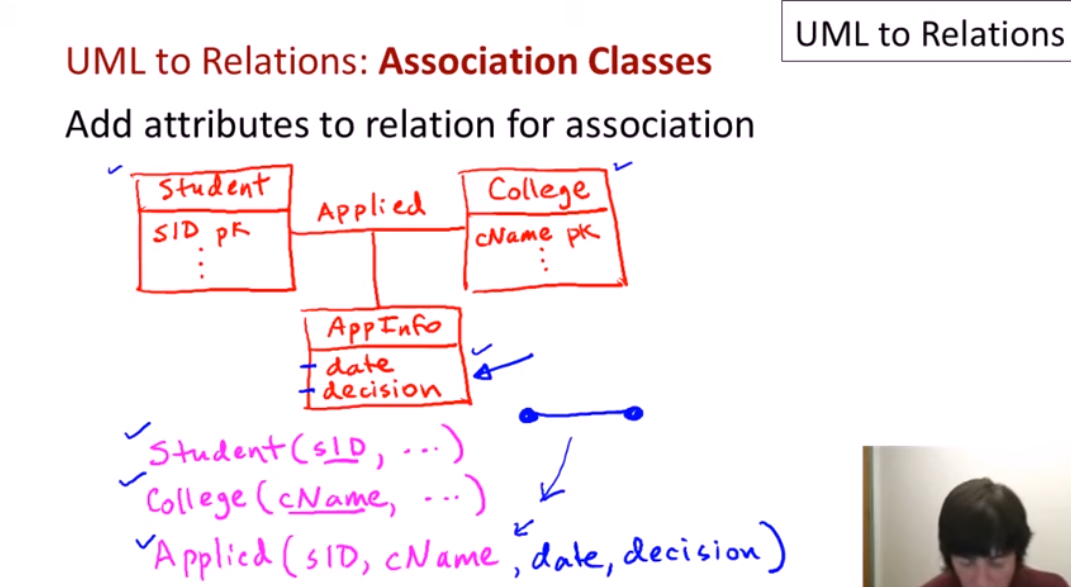 UML to Relations
UML to Relations: Association Classes
Add attributes to relation for association
Student
Applied
College
SID pk
cName pk
AppInfo
date
decision
Student(sID, ...)
College(cName, ...)
Applied(sID, cName, date, decision)